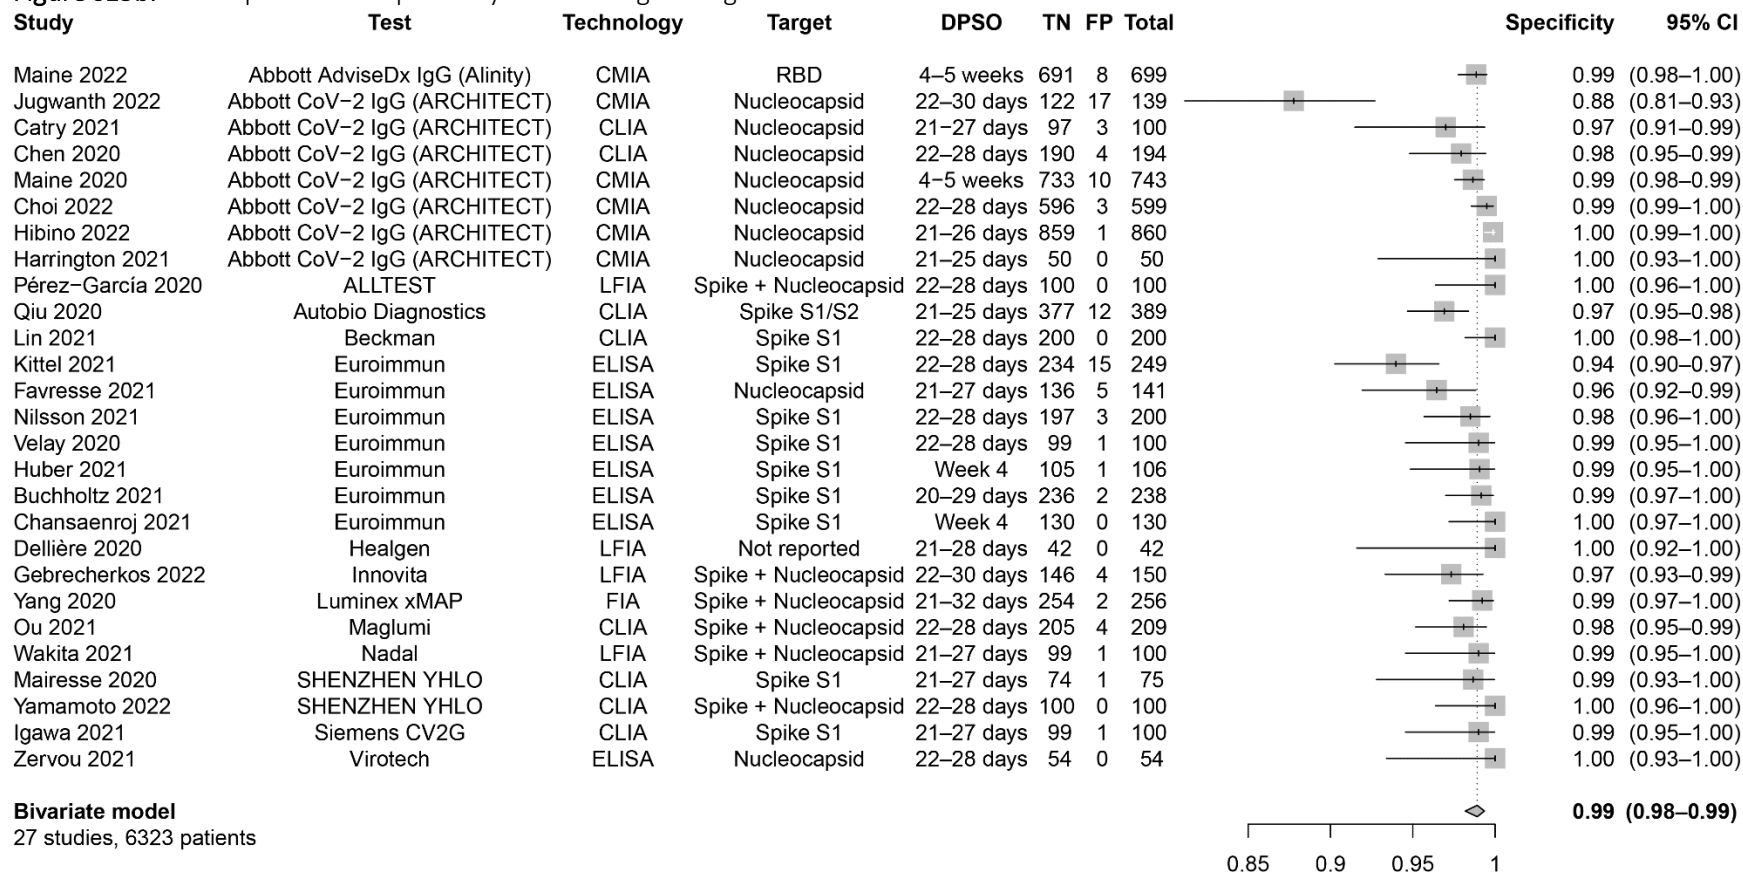 Study Test Technology Target DPSO TN FP Total Specificity 95% CI
Maine 2022 Abbott AdviseDx IgG (Alinity) CMIA RBD 4–5 weeks 691 8 699 0.99 (0.98–1.00)
Jugwanth 2022 Abbott CoV−2 IgG (ARCHITECT) CMIA Nucleocapsid 22–30 days 122 17 139 0.88 (0.81–0.93)
Catry 2021 Abbott CoV−2 IgG (ARCHITECT) CLIA Nucleocapsid 21−27 days 97 3 100 0.97 (0.91–0.99)
Chen 2020 Abbott CoV−2 IgG (ARCHITECT) CLIA Nucleocapsid 22–28 days 190 4 194 0.98 (0.95–0.99)
Maine 2020 Abbott CoV−2 IgG (ARCHITECT) CMIA Nucleocapsid 4−5 weeks 733 10 743 0.99 (0.98–0.99)
Choi 2022 Abbott CoV−2 IgG (ARCHITECT) CMIA Nucleocapsid 22–28 days 596 3 599 0.99 (0.99–1.00)
Hibino 2022 Abbott CoV−2 IgG (ARCHITECT) CMIA Nucleocapsid 21–26 days 859 1 860 1.00 (0.99–1.00)
Harrington 2021 Abbott CoV−2 IgG (ARCHITECT) CMIA Nucleocapsid 21–25 days 50 0 50 1.00 (0.93–1.00)
Pérez−García 2020 ALLTEST LFIA Spike + Nucleocapsid 22–28 days 100 0 100 1.00 (0.96–1.00)
Qiu 2020 Autobio Diagnostics CLIA Spike S1/S2 21–25 days 377 12 389 0.97 (0.95–0.98)
Lin 2021 Beckman CLIA Spike S1 22–28 days 200 0 200 1.00 (0.98–1.00)
Kittel 2021 Euroimmun ELISA Spike S1 22–28 days 234 15 249 0.94 (0.90–0.97)
Favresse 2021 Euroimmun ELISA Nucleocapsid 21–27 days 136 5 141 0.96 (0.92–0.99)
Nilsson 2021 Euroimmun ELISA Spike S1 22–28 days 197 3 200 0.98 (0.96–1.00)
Velay 2020 Euroimmun ELISA Spike S1 22–28 days 99 1 100 0.99 (0.95–1.00)
Huber 2021 Euroimmun ELISA Spike S1 Week 4 105 1 106 0.99 (0.95–1.00)
Buchholtz 2021 Euroimmun ELISA Spike S1 20–29 days 236 2 238 0.99 (0.97–1.00)
Chansaenroj 2021 Euroimmun ELISA Spike S1 Week 4 130 0 130 1.00 (0.97–1.00)
Dellière 2020 Healgen LFIA Not reported 21–28 days 42 0 42 1.00 (0.92–1.00)
Gebrecherkos 2022 Innovita LFIA Spike + Nucleocapsid 22–30 days 146 4 150 0.97 (0.93–0.99)
Yang 2020 Luminex xMAP FIA Spike + Nucleocapsid 21–32 days 254 2 256 0.99 (0.97–1.00)
Ou 2021 Maglumi CLIA Spike + Nucleocapsid 22–28 days 205 4 209 0.98 (0.95–0.99)
Wakita 2021 Nadal LFIA Spike + Nucleocapsid 21–27 days 99 1 100 0.99 (0.95–1.00)
Mairesse 2020 SHENZHEN YHLO CLIA Spike S1 21–27 days 74 1 75 0.99 (0.93–1.00)
Yamamoto 2022 SHENZHEN YHLO CLIA Spike + Nucleocapsid 22–28 days 100 0 100 1.00 (0.96–1.00)
Igawa 2021 Siemens CV2G CLIA Spike S1 21–27 days 99 1 100 0.99 (0.95–1.00)
Zervou 2021 Virotech ELISA Nucleocapsid 22–28 days 54 0 54 1.00 (0.93–1.00)
Bivariate model 0.99 (0.98–0.99)
27 studies, 6323 patients
0.85 0.9 0.95 1